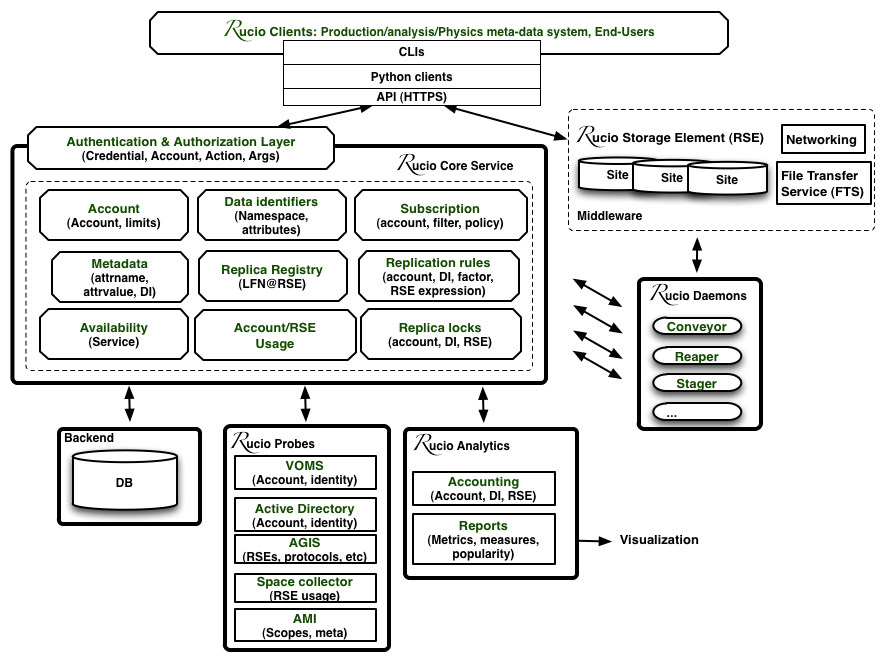 Rucio Clients: Production/analysis/Physics meta-data system, End-Users
CLIs
Python clients
API (HTTPS)
Authentication & Authorization Layer
(Credential, Account, Action, Args)
Rucio Core Service
Account
(Account, limits)
Data identifiers
(Namespace,
attributes)
Subscription
(account, filter, policy)
Metadata
(attrname,
attrvalue, DI)
Replica Registry
(LFN@RSE)
Replication rules
(account, DI, factor,
RSE expression)
Availability
(Service)
Account/RSE
Usage
Replica locks
(account, DI, RSE)
Rucio Storage Element (RSE)
Networking
Site
Site
Site
File Transfer
Service (FTS)
Middleware
Rucio Daemons
Conveyor
Reaper
Stager
...
Backend
DB
Rucio Probes
VOMS
(Account, identity)
Active Directory
(Account, identity)
AGIS
(RSEs, protocols, etc)
Space collector
(RSE usage)
AMI
(Scopes, meta)
Rucio Analytics
Accounting
(Account, DI, RSE)
Reports
(Metrics, measures,
popularity)
Visualization